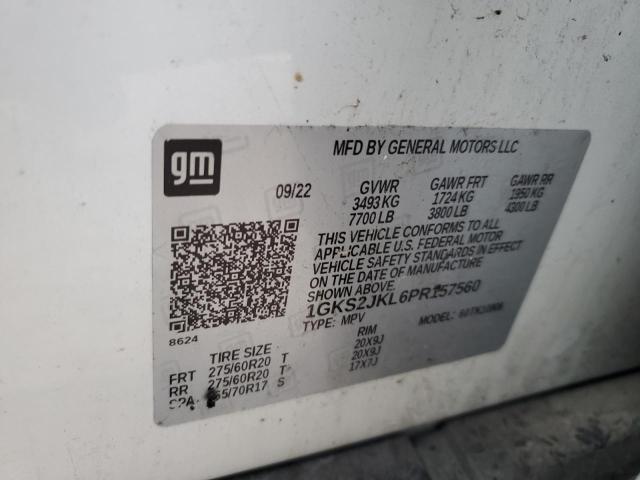 gm
MFD BY GENERAL MOTORS LLC
09/22 GVWR GAWR FRT GAWR RR
3493 KG 1724 KG 1950 KG
7700 LB 3800 LB 4300 LB
THIS VEHICLE CONFORMS TO ALL
APPLICABLE U.S. FEDERAL MOTOR
VEHICLE SAFETY STANDARDS IN EFFECT
ON THE DATE OF MANUFACTURE
SHOWN ABOVE.
1GKS2JKL6PR157560
TYPE: MPV MODEL:
8624
TIRE SIZE RIM
FRT 275/60R20 T 20X9J
RR 275/60R20 T 20X9J
SPA 17X7J